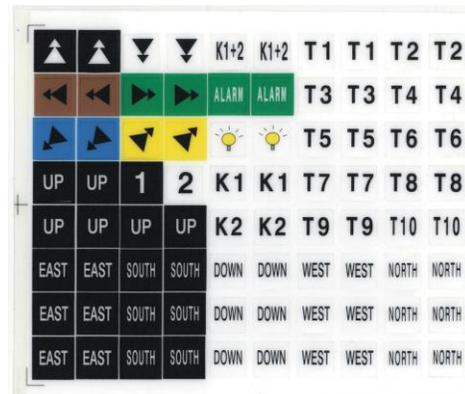 K1+2 K1+2 T1 T1 T2 T2
ALARM ALARM T3 T3 T4 T4
T5 T5 T6 T6
UP UP 1 2 K1 K1 T7 T7 T8 T8
UP UP UP UP K2 K2 T9 T9 T10 T10
EAST EAST SOUTH SOUTH DOWN DOWN WEST WEST NORTH NORTH
EAST EAST SOUTH SOUTH DOWN DOWN WEST WEST NORTH NORTH
EAST EAST SOUTH SOUTH DOWN DOWN WEST WEST NORTH NORTH